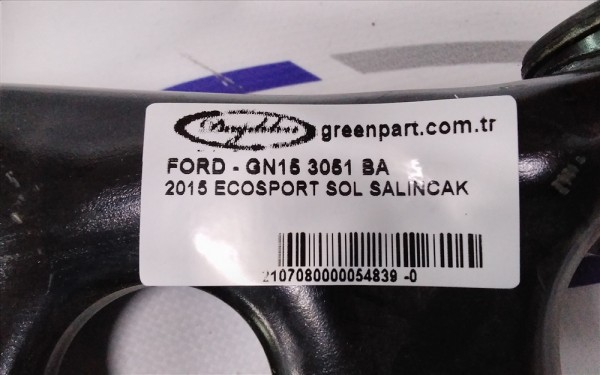 greenpart.com.tr
FORD - GN15 3051 BA
2015 ECOSPORT SOL SALINCAK
2107080000054839 -0